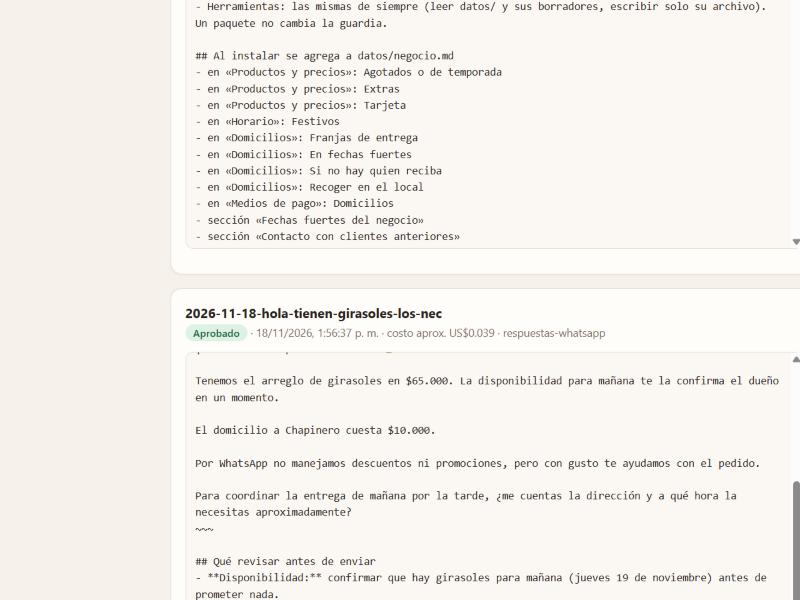 - Herramientas: las mismas de siempre (leer datos/ y sus borradores, escribir solo su archivo).
Un paquete no cambia la guardia.
## Al instalar se agrega a datos/negocio.md
- en «Productos y precios»: Agotados o de temporada
- en «Productos y precios»: Extras
- en «Productos y precios»: Tarjeta
- en «Horario»: Festivos
- en «Domicilios»: Franjas de entrega
- en «Domicilios»: En fechas fuertes
- en «Domicilios»: Si no hay quien reciba
- en «Domicilios»: Recoger en el local
- en «Medios de pago»: Domicilios
- sección «Fechas fuertes del negocio»
- sección «Contacto con clientes anteriores»
2026-11-18-hola-tienen-girasoles-los-nec
Aprobado · 18/11/2026, 1:56:37 p. m. · costo aprox. US$0.039 · respuestas-whatsapp
Tenemos el arreglo de girasoles en $65.000. La disponibilidad para mañana te la confirma el dueño
en un momento.
El domicilio a Chapinero cuesta $10.000.
Por WhatsApp no manejamos descuentos ni promociones, pero con gusto te ayudamos con el pedido.
Para coordinar la entrega de mañana por la tarde, ¿me cuentas la dirección y a qué hora la
necesitas aproximadamente?
~~~
## Qué revisar antes de enviar
- **Disponibilidad:** confirmar que hay girasoles para mañana (jueves 19 de noviembre) antes de
prometer nada.